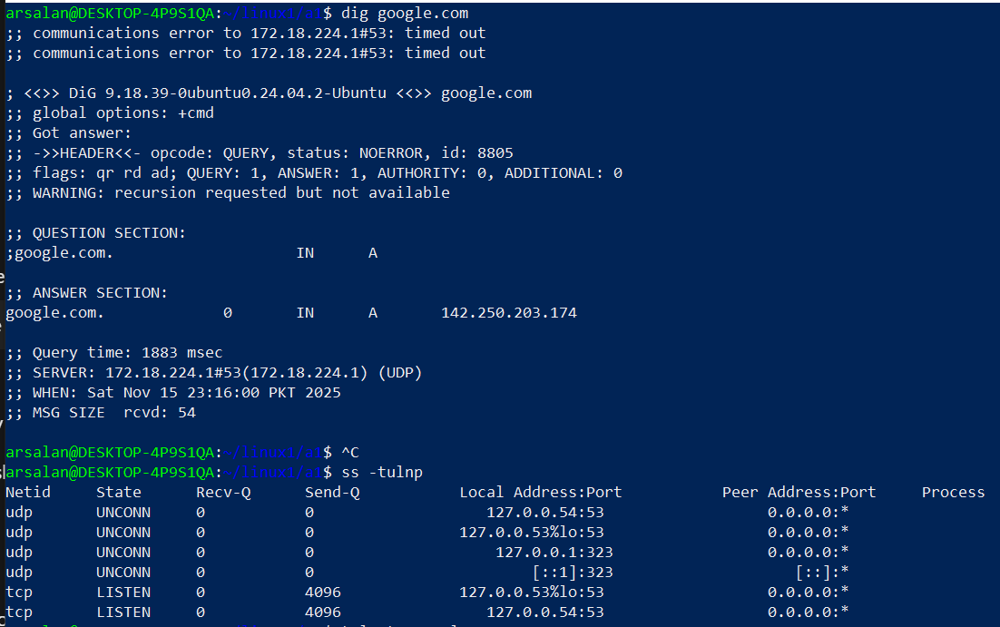 arsalan@DESKTOP-4P9S1QA:~/linux1/a1$ dig google.com
;; communications error to 172.18.224.1#53: timed out
;; communications error to 172.18.224.1#53: timed out
; <<>> DiG 9.18.39-0ubuntu0.24.04.2-Ubuntu <<>> google.com
;; global options: +cmd
;; Got answer:
;; ->>HEADER<<- opcode: QUERY, status: NOERROR, id: 8805
;; flags: qr rd ad; QUERY: 1, ANSWER: 1, AUTHORITY: 0, ADDITIONAL: 0
;; WARNING: recursion requested but not available
;; QUESTION SECTION:
;google.com. IN A
;; ANSWER SECTION:
google.com. 0 IN A 142.250.203.174
;; Query time: 1883 msec
;; SERVER: 172.18.224.1#53(172.18.224.1) (UDP)
;; WHEN: Sat Nov 15 23:16:00 PKT 2025
;; MSG SIZE rcvd: 54
arsalan@DESKTOP-4P9S1QA:~/linux1/a1$ ^C
arsalan@DESKTOP-4P9S1QA:~/linux1/a1$ ss -tulnp
Netid State Recv-Q Send-Q Local Address:Port Peer Address:Port Process
udp UNCONN 0 0 127.0.0.54:53 0.0.0.0:*
udp UNCONN 0 0 127.0.0.53%lo:53 0.0.0.0:*
udp UNCONN 0 0 127.0.0.1:323 0.0.0.0:*
udp UNCONN 0 0 [::1]:323 [::]:*
tcp LISTEN 0 4096 127.0.0.53%lo:53 0.0.0.0:*
tcp LISTEN 0 4096 127.0.0.54:53 0.0.0.0:*